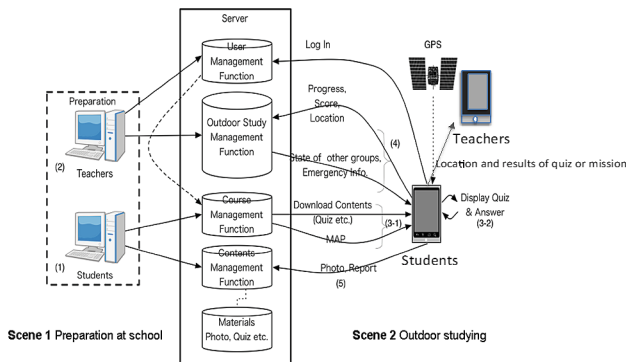 Server
User
Management
Function
Log In
GPS
Preparation
(2)
Teachers
Outdoor Study
Management
Function
Progress,
Score,
Location
(4)
State of other groups,
Emergency Info.
Teachers
Location and results of quiz or mission
Course
Management
Function
Download Contents
(Quiz etc.)
(3-1)
MAP
Display Quiz
& Answer
(3-2)
Students
(1)
Students
Contents
Management
Function
Photo, Report
(5)
Materials
Photo, Quiz etc.
Scene 1 Preparation at school
Scene 2 Outdoor studying